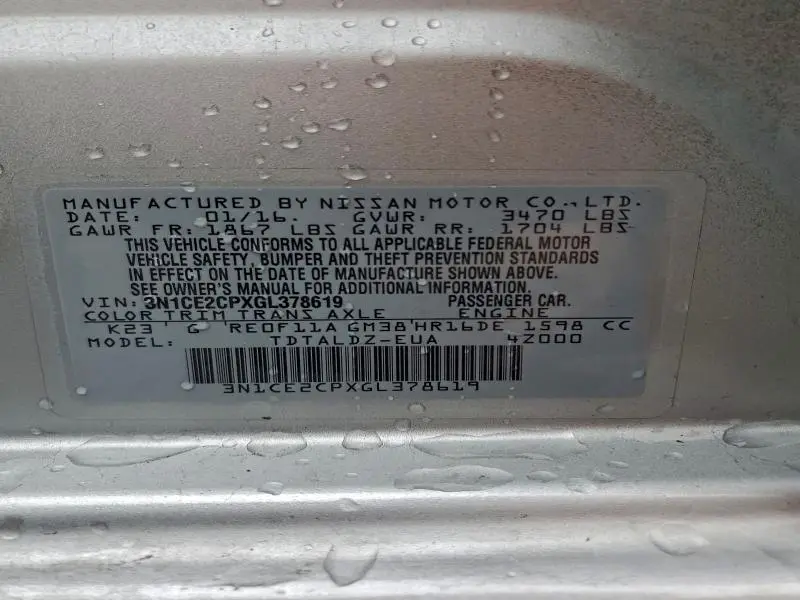 MANUFACTURED BY NISSAN MOTOR CO., LTD.
DATE: 01/16. GVWR: 3470 LBS
GAWR FR: 1867 LBS GAWR RR: 1704 LBS
THIS VEHICLE CONFORMS TO ALL APPLICABLE FEDERAL MOTOR
VEHICLE SAFETY, BUMPER AND THEFT PREVENTION STANDARDS
IN EFFECT ON THE DATE OF MANUFACTURE SHOWN ABOVE.
SEE OWNER'S MANUAL FOR ADDITIONAL INFORMATION.
VIN: 3N1CE2CPXGL378619 PASSENGER CAR.
COLOR TRIM TRANS AXLE ENGINE
K23 G RE0F11A GM38 HR16DE 1598 CC
MODEL: TDTALDZ-EUA 4Z000
3N1CE2CPXGL378619